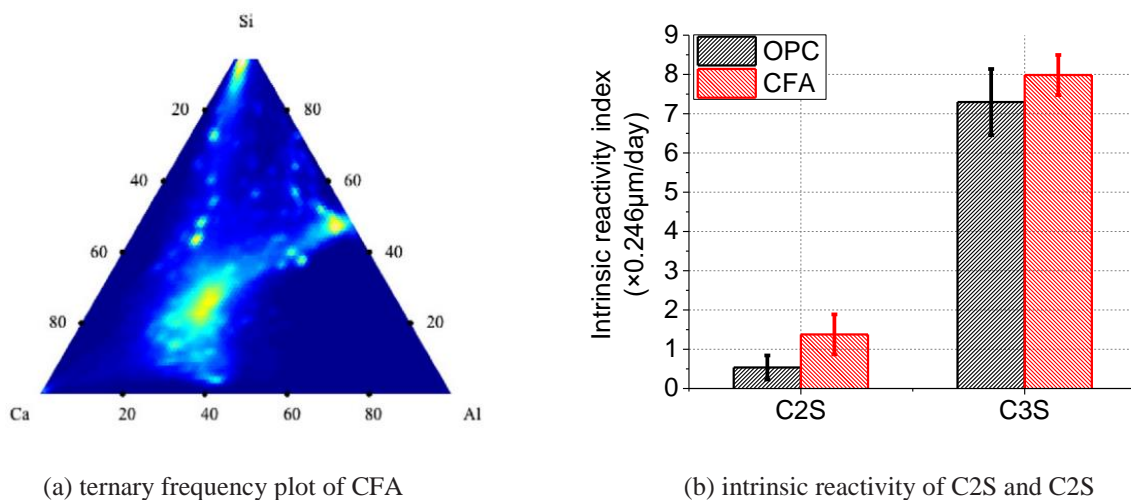 Si
20
80
40
60
60
40
80
20
Ca
20
40
60
80
Al
(a) ternary frequency plot of CFA
9
8
7
6
5
4
3
2
1
0
Intrinsic reactivity index
(×0.246μm/day)
OPC
CFA
C2S
C3S
(b) intrinsic reactivity of C2S and C2S